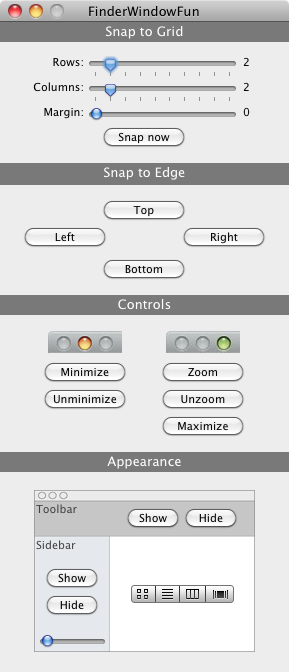 FinderWindowFun
Snap to Grid
Rows: 2
Columns: 2
Margin: 0
Snap now
Snap to Edge
Top
Left Right
Bottom
Controls
Minimize Zoom
Unminimize Unzoom
Maximize
Appearance
Toolbar
Show Hide
Sidebar
Show
Hide